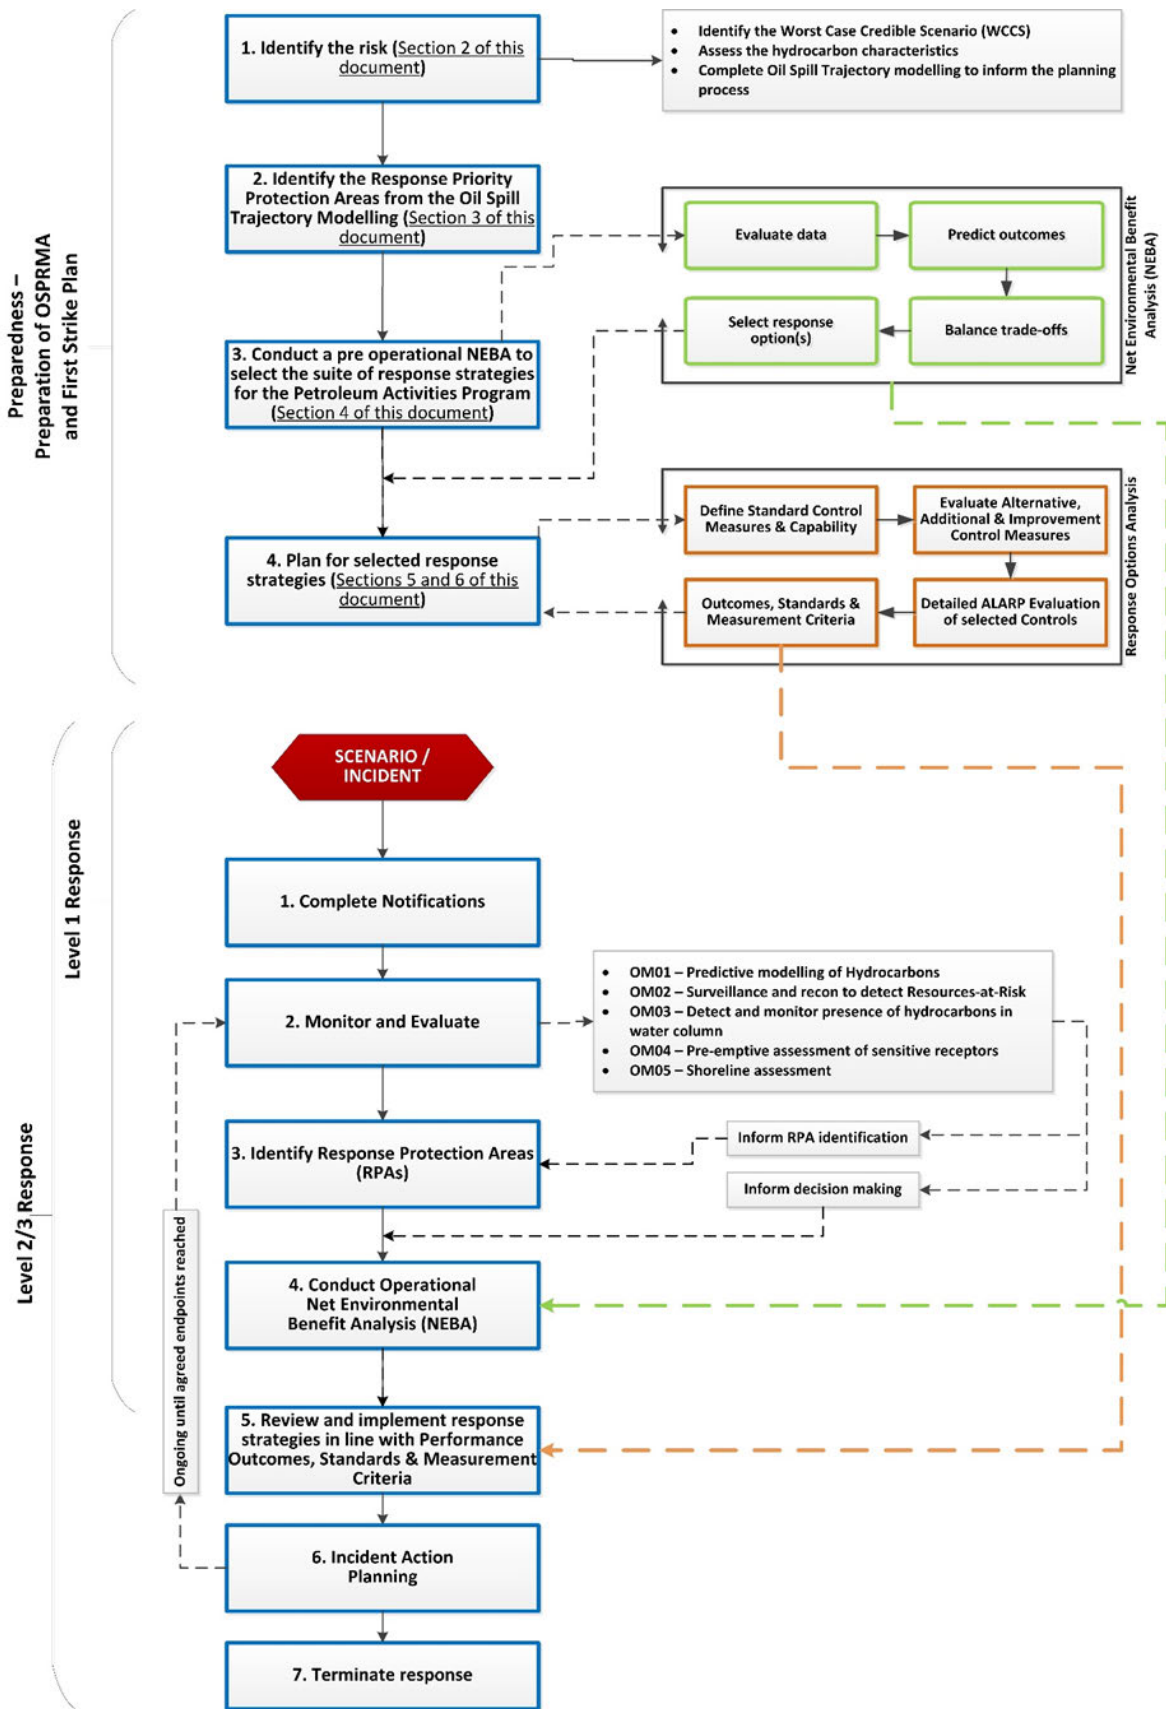 Preparedness –
Preparation of OSPRMA
and First Strike Plan
1. Identify the risk (Section 2 of this
document)
• Identify the Worst Case Credible Scenario (WCCS)
• Assess the hydrocarbon characteristics
• Complete Oil Spill Trajectory modelling to inform the planning
process
2. Identify the Response Priority
Protection Areas from the Oil Spill
Trajectory Modelling (Section 3 of this
document)
Evaluate data
Predict outcomes
Select response
option(s)
Balance trade-offs
Net Environmental Benefit
Analysis (NEBA)
3. Conduct a pre operational NEBA to
select the suite of response strategies
for the Petroleum Activities Program
(Section 4 of this document)
4. Plan for selected response
strategies (Sections 5 and 6 of this
document)
Define Standard Control
Measures & Capability
Evaluate Alternative,
Additional & Improvement
Control Measures
Outcomes, Standards &
Measurement Criteria
Detailed ALARP Evaluation
of selected Controls
Response Options Analysis
Level 1 Response
Level 2/3 Response
SCENARIO /
INCIDENT
1. Complete Notifications
2. Monitor and Evaluate
• OM01 – Predictive modelling of Hydrocarbons
• OM02 – Surveillance and recon to detect Resources-at-Risk
• OM03 – Detect and monitor presence of hydrocarbons in
water column
• OM04 – Pre-emptive assessment of sensitive receptors
• OM05 – Shoreline assessment
3. Identify Response Protection Areas
(RPAs)
Inform RPA identification
Inform decision making
4. Conduct Operational
Net Environmental
Benefit Analysis (NEBA)
Ongoing until agreed endpoints reached
5. Review and implement response
strategies in line with Performance
Outcomes, Standards & Measurement
Criteria
6. Incident Action
Planning
7. Terminate response